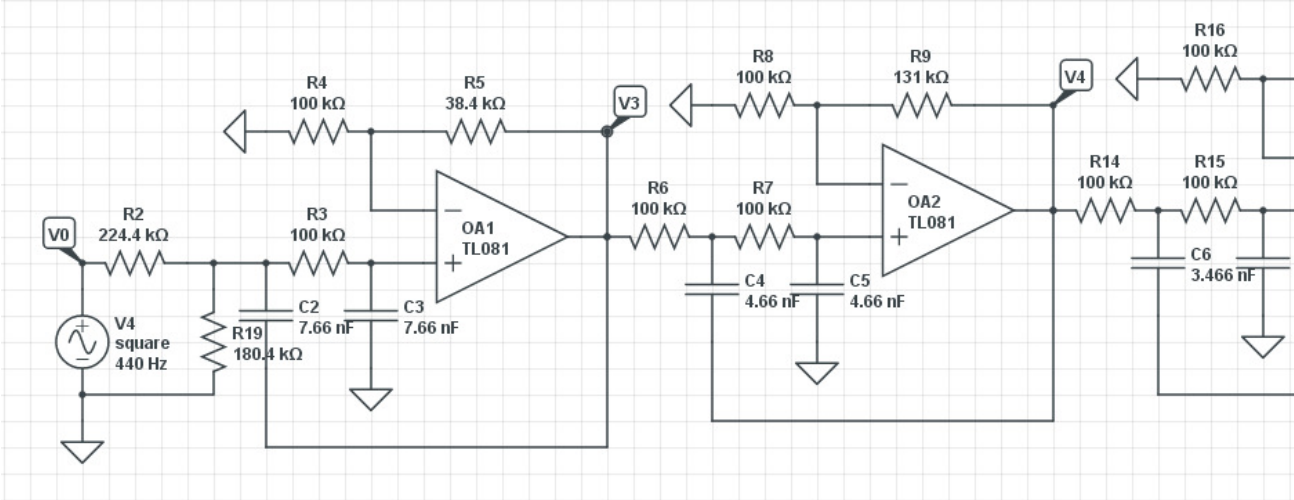 R16
100 kΩ
R8
100 kΩ
R9
131 kΩ
V4
R4
100 kΩ
R5
38.4 kΩ
V3
R14
100 kΩ
R15
100 kΩ
R6
100 kΩ
R7
100 kΩ
−
OA2
TL081
+
V0
R2
224.4 kΩ
R3
100 kΩ
−
OA1
TL081
+
C6
3.466 nF
C4
4.66 nF
C5
4.66 nF
C2
7.66 nF
C3
7.66 nF
+
−
V4
square
440 Hz
R19
180.4 kΩ